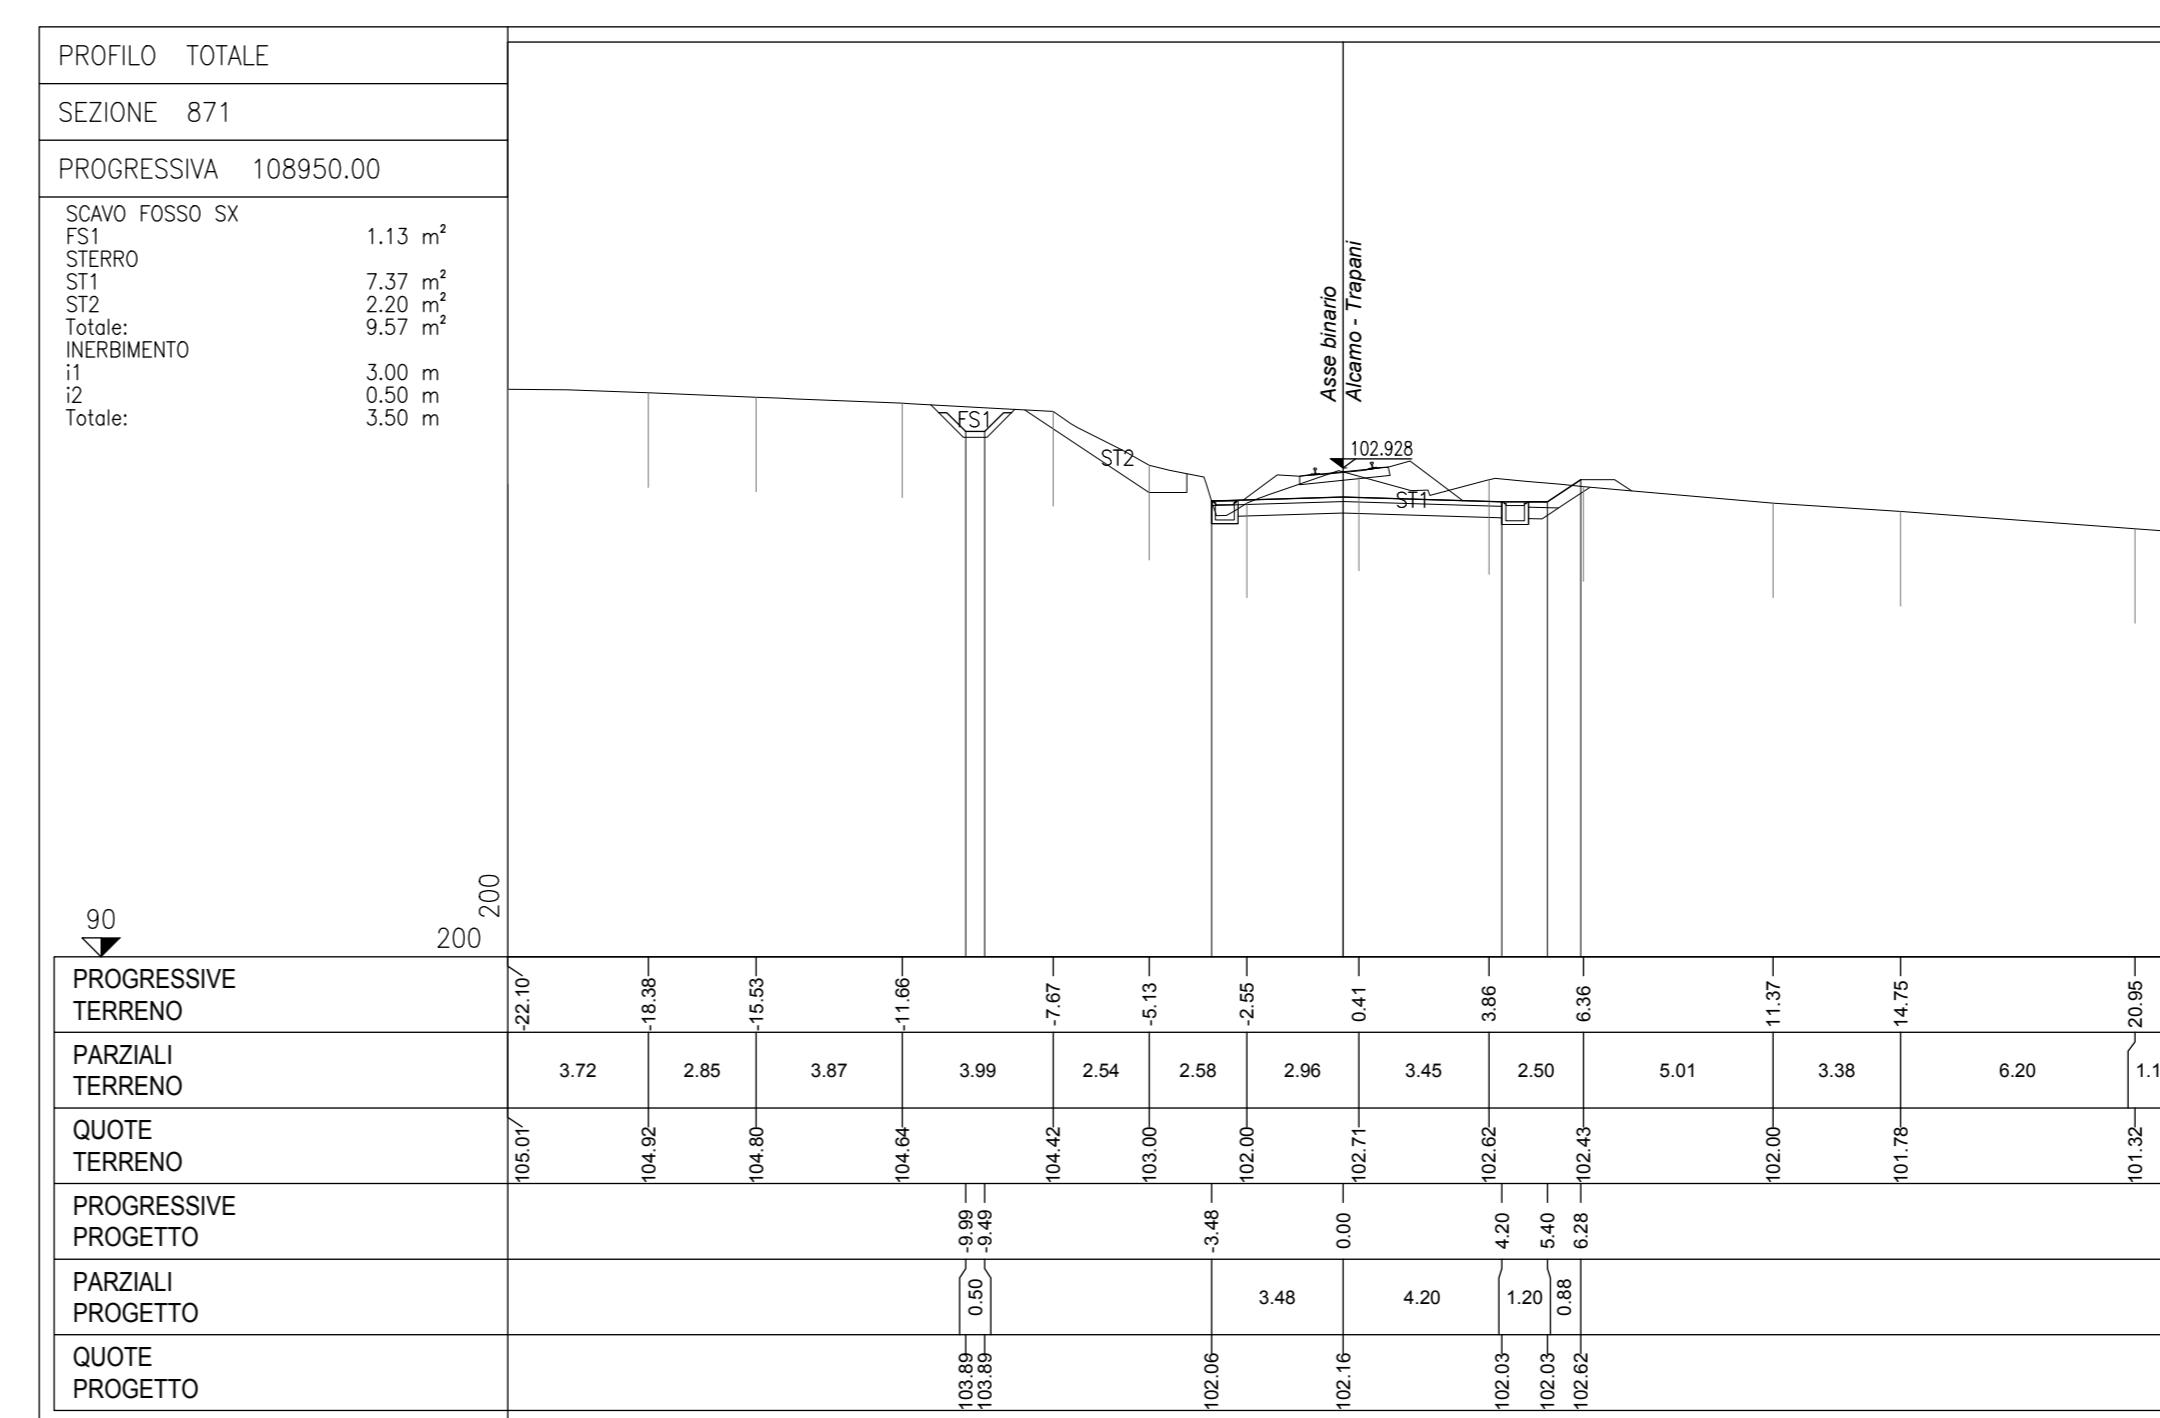 PROFILO TOTALE
SEZIONE 871
PROGRESSIVA 108950.00
SCAVO FOSSO SX
FS1 1.13 m²
STERRO
ST1 7.37 m²
ST2 2.20 m²
Totale: 9.57 m²
INERBIMENTO
i1 3.00 m
i2 0.50 m
Totale: 3.50 m
Asse binario
Alcamo - Trapani
102.928
FS1
ST2
ST1
200
90
200
PROGRESSIVE
TERRENO
-22.10 -18.38 -15.53 -11.66 -7.67 -5.13 -2.55 0.41 3.86 6.36 11.37 14.75 20.95
PARZIALI
TERRENO
3.72 2.85 3.87 3.99 2.54 2.58 2.96 3.45 2.50 5.01 3.38 6.20
QUOTE
TERRENO
105.01 104.92 104.80 104.64 104.42 103.00 102.00 102.71 102.62 102.43 102.00 101.78 101.32
PROGRESSIVE
PROGETTO
-9.99 -9.49 -3.48 0.00 4.20 5.40 6.28
PARZIALI
PROGETTO
0.50 3.48 4.20 1.20 0.88
QUOTE
PROGETTO
103.89 103.89 102.06 102.16 102.03 102.03 102.62